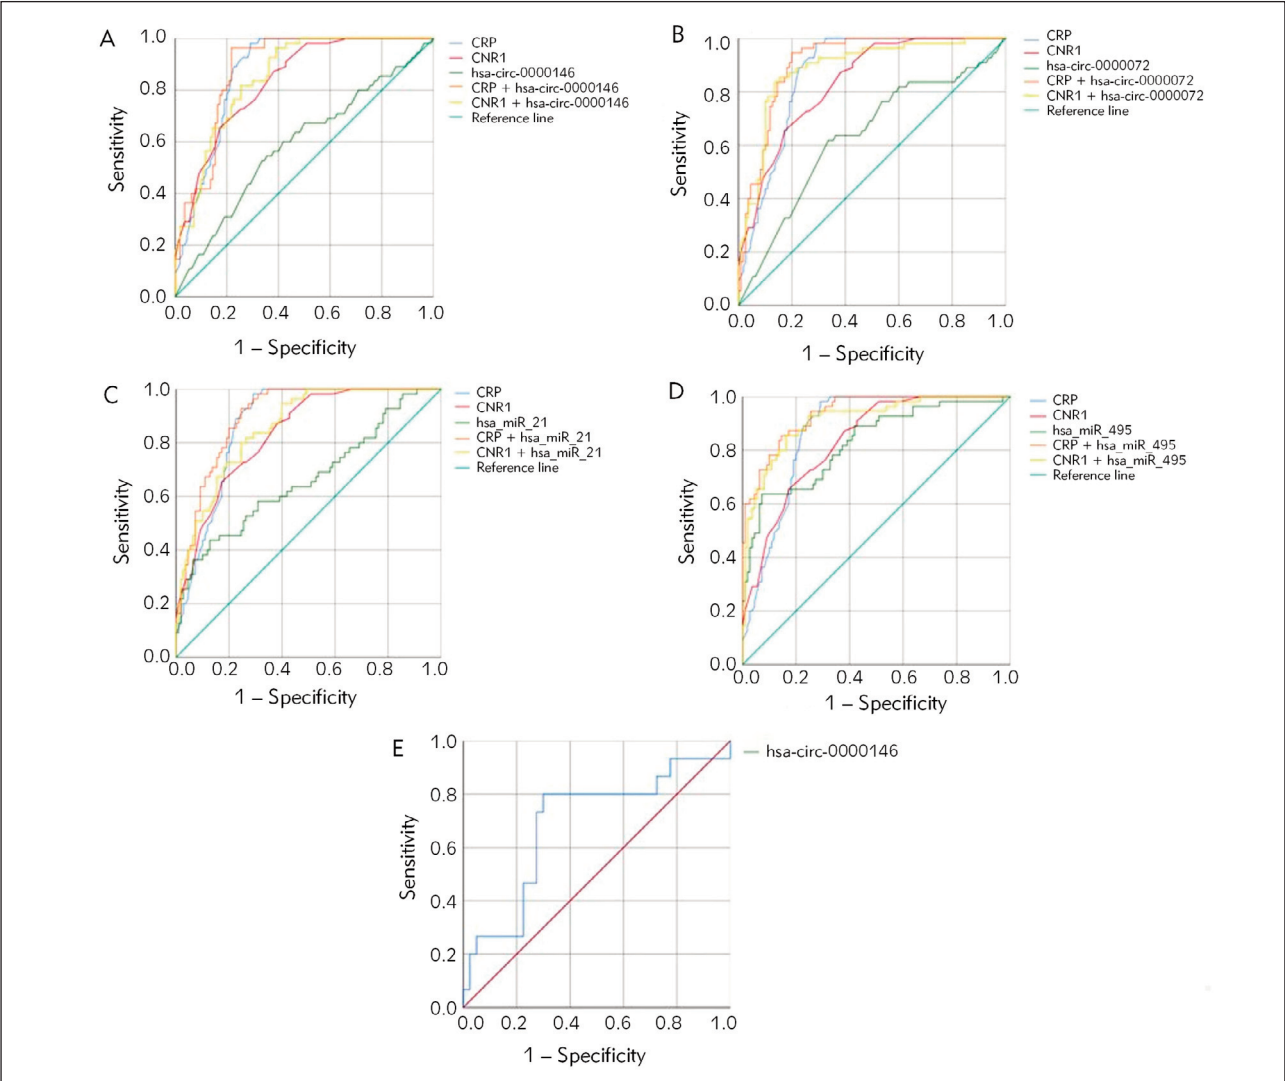 A
1.0
0.8
0.6
0.4
0.2
0.0
Sensitivity
0.0 0.2 0.4 0.6 0.8 1.0
1 – Specificity
CRP
CNR1
hsa-circ-0000146
CRP + hsa-circ-0000146
CNR1 + hsa-circ-0000146
Reference line
B
1.0
0.8
0.6
0.4
0.2
0.0
Sensitivity
0.0 0.2 0.4 0.6 0.8 1.0
1 – Specificity
CRP
CNR1
hsa-circ-0000072
CRP + hsa-circ-0000072
CNR1 + hsa-circ-0000072
Reference line
C
1.0
0.8
0.6
0.4
0.2
0.0
Sensitivity
0.0 0.2 0.4 0.6 0.8 1.0
1 – Specificity
CRP
CNR1
hsa_miR_21
CRP + hsa_miR_21
CNR1 + hsa_miR_21
Reference line
D
1.0
0.8
0.6
0.4
0.2
0.0
Sensitivity
0.0 0.2 0.4 0.6 0.8 1.0
1 – Specificity
CRP
CNR1
hsa_miR_495
CRP + hsa_miR_495
CNR1 + hsa_miR_495
Reference line
E
1.0
0.8
0.6
0.4
0.2
0.0
Sensitivity
0.0 0.2 0.4 0.6 0.8 1.0
1 – Specificity
hsa-circ-0000146